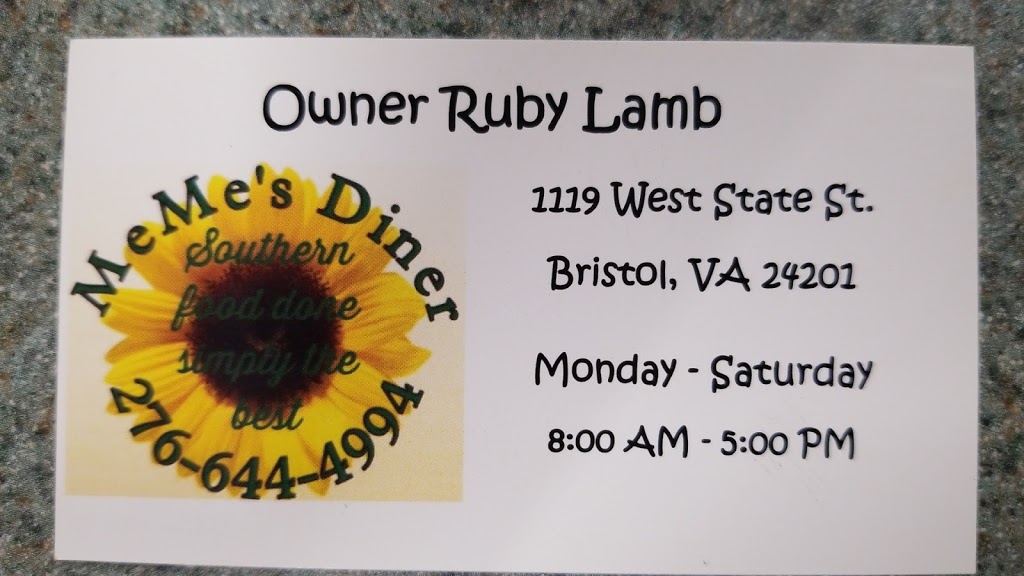 Owner Ruby Lamb
MeMe's Diner
Southern
food done
simply the
best
276-644-4994
1119 West State St.
Bristol, VA 24201
Monday - Saturday
8:00 AM - 5:00 PM